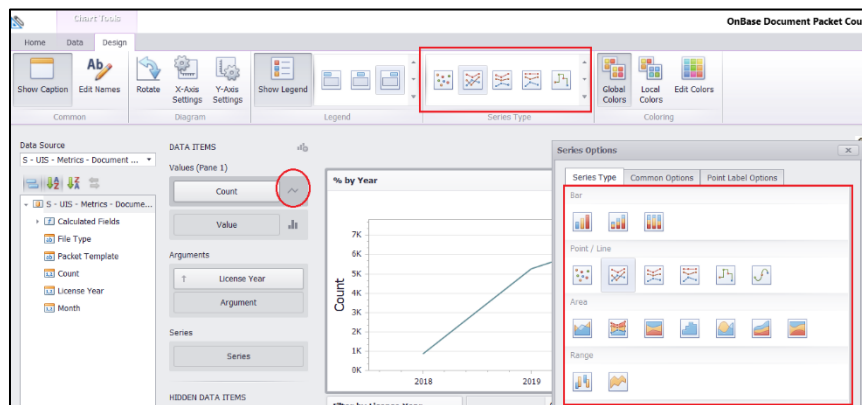 Chart Tools
OnBase Document Packet Cou
Home Data Design
Show Caption
Edit Names
Rotate
X-Axis Settings
Y-Axis Settings
Show Legend
Global Colors
Local Colors
Edit Colors
Common
Diagram
Legend
Series Type
Coloring
Data Source
S - UIS - Metrics - Document ...
S - UIS - Metrics - Docume...
Calculated Fields
File Type
Packet Template
Count
License Year
Month
DATA ITEMS
Values (Pane 1)
Count
Value
Arguments
License Year
Argument
Series
Series
HIDDEN DATA ITEMS
% by Year
Count
7K
6K
5K
4K
3K
2K
1K
0K
2018 2019
Series Options
Series Type Common Options Point Label Options
Bar
Point / Line
Area
Range